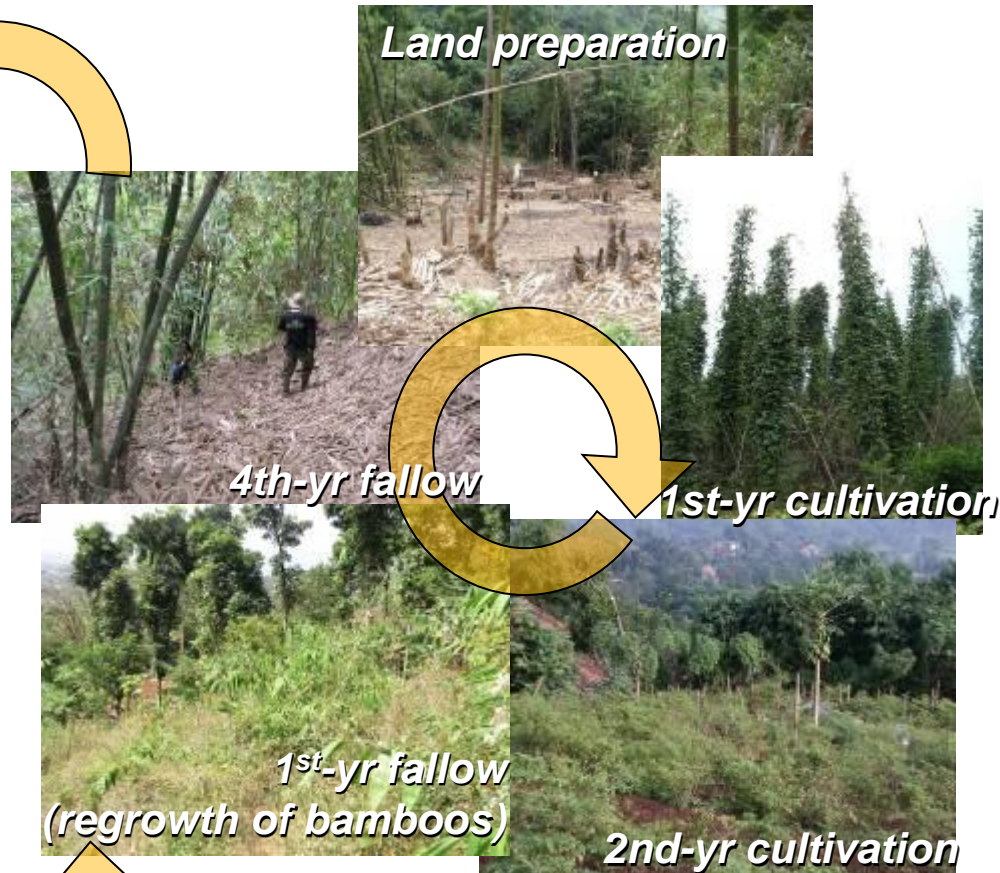 Land preparation
4th-yr fallow
1st-yr cultivation
1st-yr fallow
(regrowth of bamboos)
2nd-yr cultivation